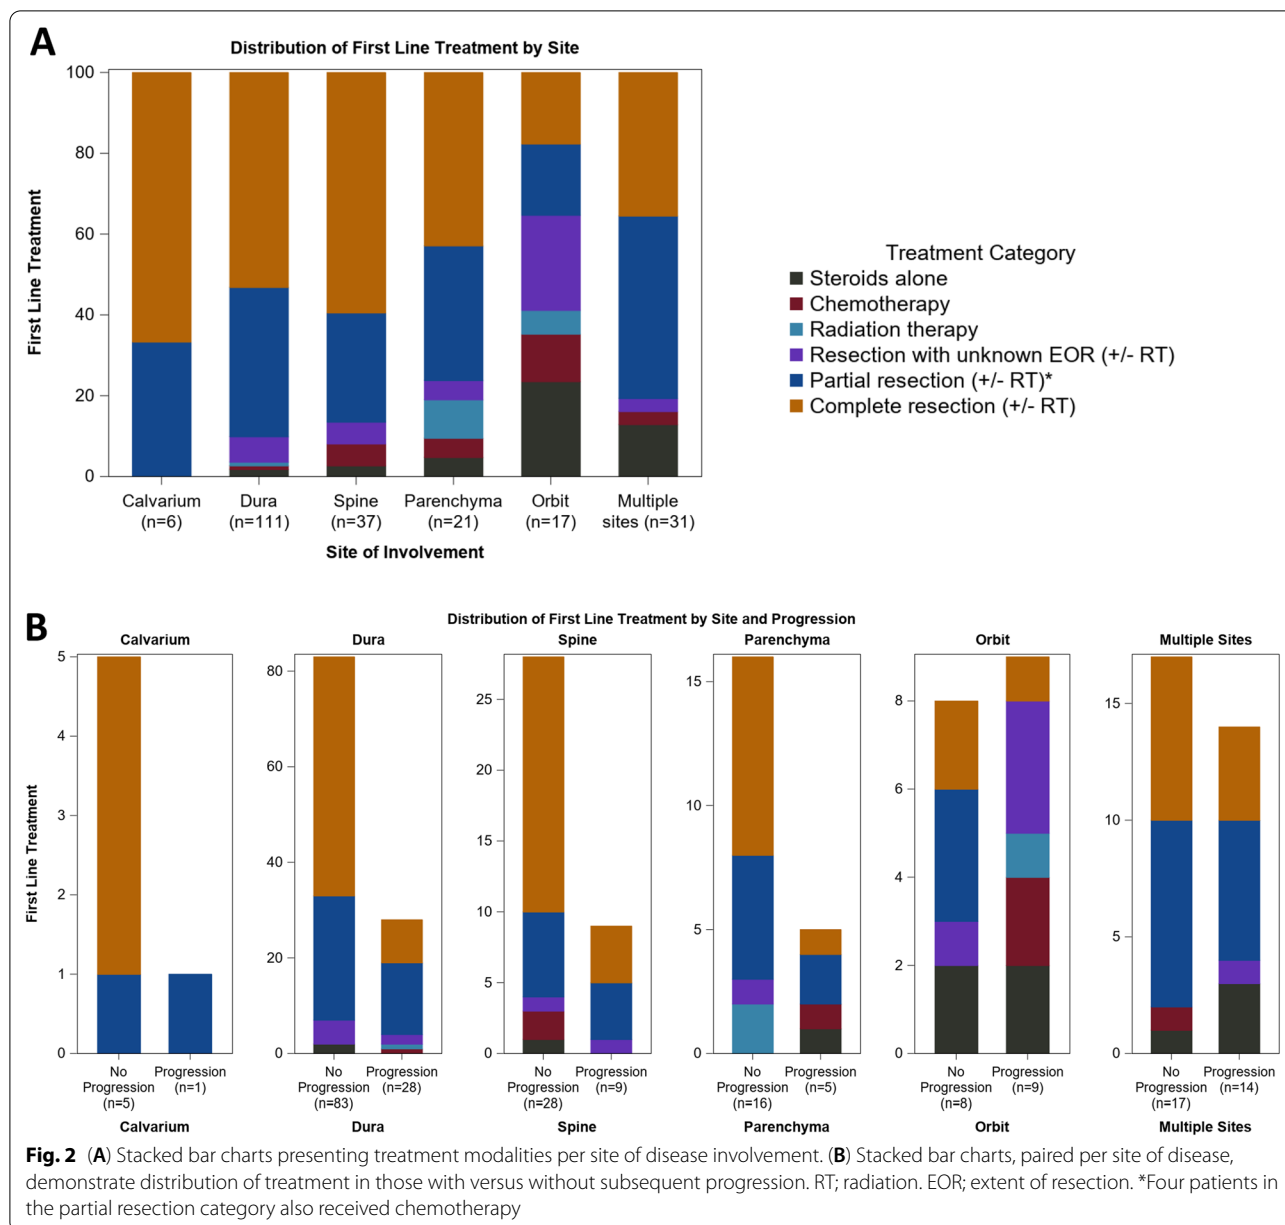 A
Distribution of First Line Treatment by Site
First Line Treatment
100
80
60
40
20
0
Calvarium Dura Spine Parenchyma Orbit Multiple
(n=6) (n=111) (n=37) (n=21) (n=17) sites (n=31)
Site of Involvement
Treatment Category
Steroids alone
Chemotherapy
Radiation therapy
Resection with unknown EOR (+/- RT)
Partial resection (+/- RT)*
Complete resection (+/- RT)
B
Distribution of First Line Treatment by Site and Progression
Calvarium Dura Spine Parenchyma Orbit Multiple Sites
First Line Treatment
5
4
3
2
1
0
80
60
40
20
0
25
20
15
10
5
0
15
10
5
0
8
6
4
2
0
15
10
5
0
No Progression No Progression No Progression No Progression No Progression No Progression
Progression (n=1) Progression (n=28) Progression (n=9) Progression (n=5) Progression (n=9) Progression (n=14)
(n=5) (n=83) (n=28) (n=16) (n=8) (n=17)
Calvarium Dura Spine Parenchyma Orbit Multiple Sites
Fig. 2 (A) Stacked bar charts presenting treatment modalities per site of disease involvement. (B) Stacked bar charts, paired per site of disease,
demonstrate distribution of treatment in those with versus without subsequent progression. RT; radiation. EOR; extent of resection. *Four patients in
the partial resection category also received chemotherapy